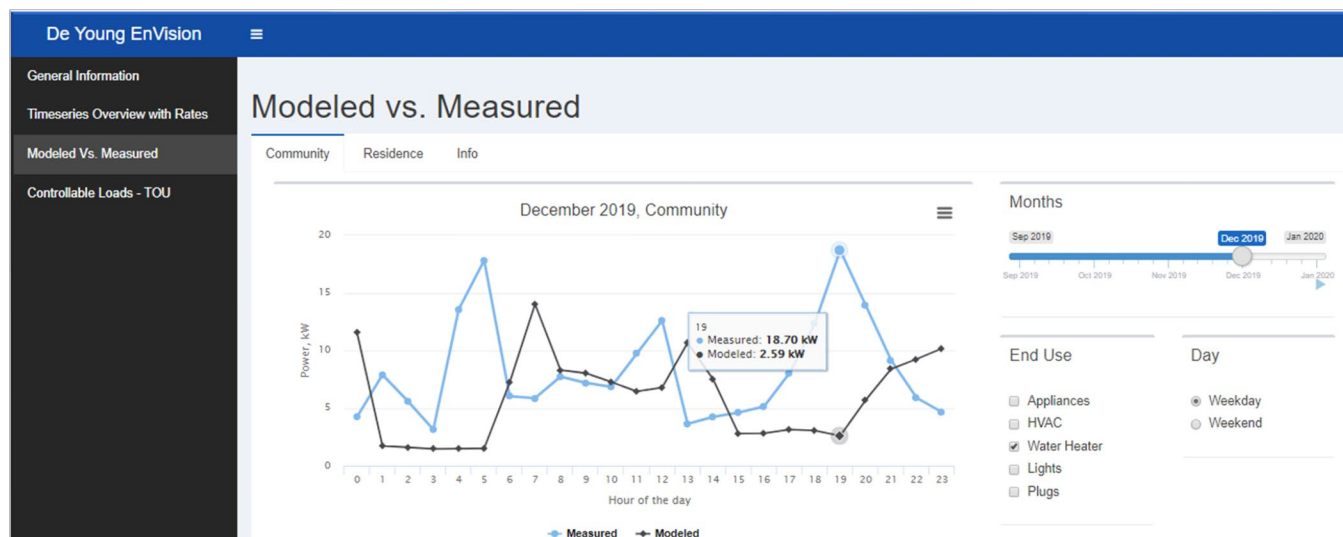 De Young EnVision
General Information
Timeseries Overview with Rates
Modeled Vs. Measured
Controllable Loads - TOU
Modeled vs. Measured
Community Residence Info
December 2019, Community
20
15
10
5
0
Power, kW
19
Measured: 18.70 kW
Modeled: 2.59 kW
0 1 2 3 4 5 6 7 8 9 10 11 12 13 14 15 16 17 18 19 20 21 22 23
Hour of the day
Measured Modeled
Months
Sep 2019 Dec 2019 Jan 2020
Sep 2019 Oct 2019 Nov 2019 Dec 2019 Jan 2020
End Use
Appliances
HVAC
Water Heater
Lights
Plugs
Day
Weekday
Weekend